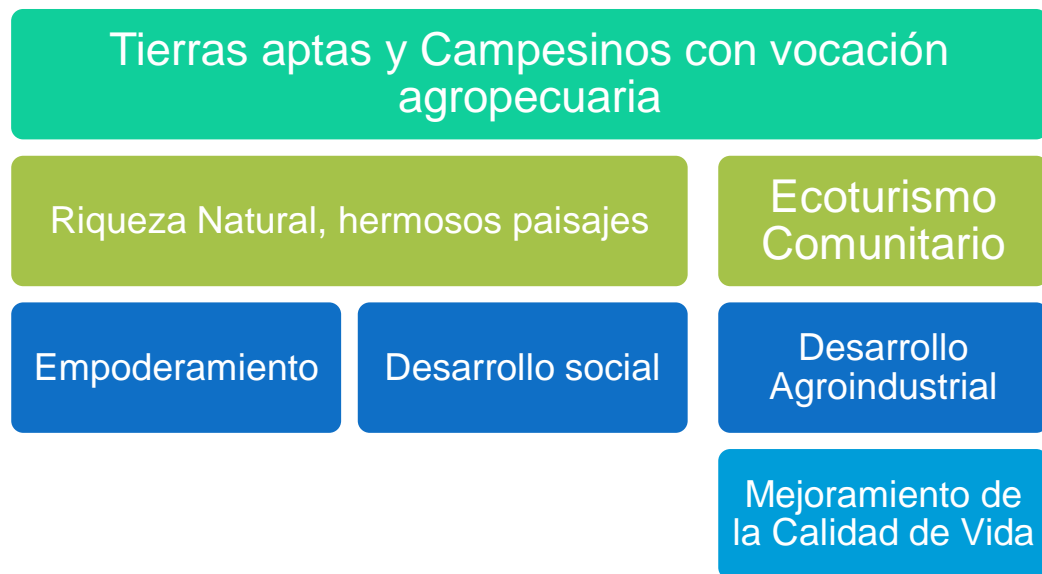 Tierras aptas y Campesinos con vocación
agropecuaria
Riqueza Natural, hermosos paisajes
Ecoturismo
Comunitario
Empoderamiento
Desarrollo social
Desarrollo
Agroindustrial
Mejoramiento de
la Calidad de Vida